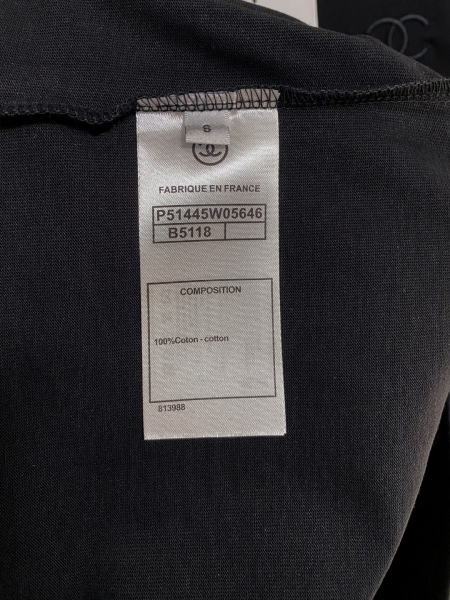 S
FABRIQUE EN FRANCE
P51445W05646
B5118
COMPOSITION
100%Coton - cotton
813988